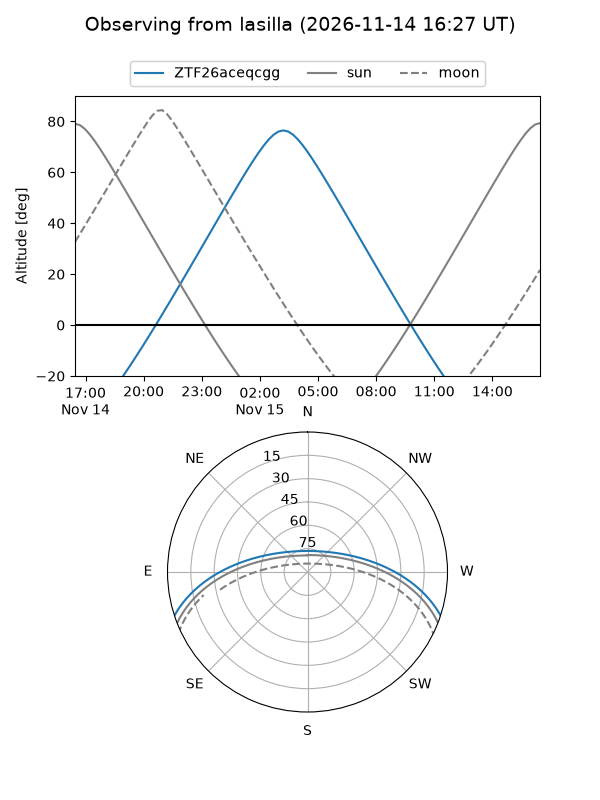 Observing from lasilla (2026-11-14 16:27 UT)
ZTF26aceqcgg sun moon
Altitude [deg]
80
60
40
20
0
−20
17:00 20:00 23:00 02:00 05:00 08:00 11:00 14:00
Nov 14 Nov 15
N
NE NW
15
30
45
60
75
E W
SE SW
S